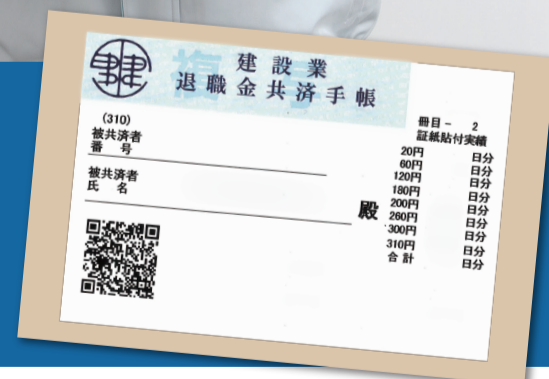 建設業
退職金共済手帳
(310)
被共済者
番号
被共済者
氏名
殿
冊目－ 2
証紙貼付実績
20円 日分
60円 日分
120円 日分
180円 日分
200円 日分
260円 日分
300円 日分
310円 日分
合計 日分